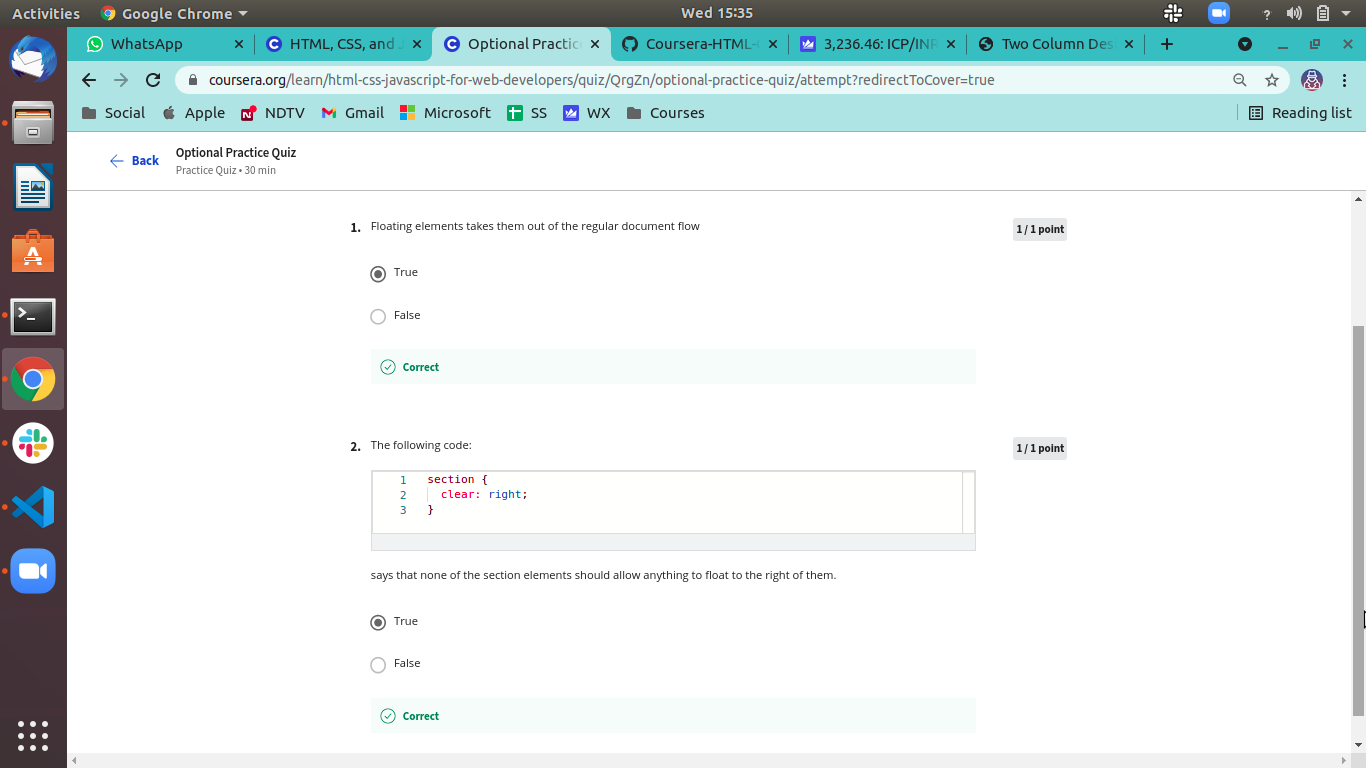 Activities Google Chrome Wed 15:35 ?
WhatsApp × HTML, CSS, and J × Optional Practic × Coursera-HTML-C × 3,236.46: ICP/INR × Two Column Des ×
coursera.org/learn/html-css-javascript-for-web-developers/quiz/QrgZn/optional-practice-quiz/attempt?redirectToCover=true
Social Apple NDTV Gmail Microsoft SS WX Courses Reading list
Back
Optional Practice Quiz
Practice Quiz • 30 min
1. Floating elements takes them out of the regular document flow 1 / 1 point
True
False
Correct
2. The following code: 1 / 1 point
1 section {
2 clear: right;
3 }
says that none of the section elements should allow anything to float to the right of them.
True
False
Correct